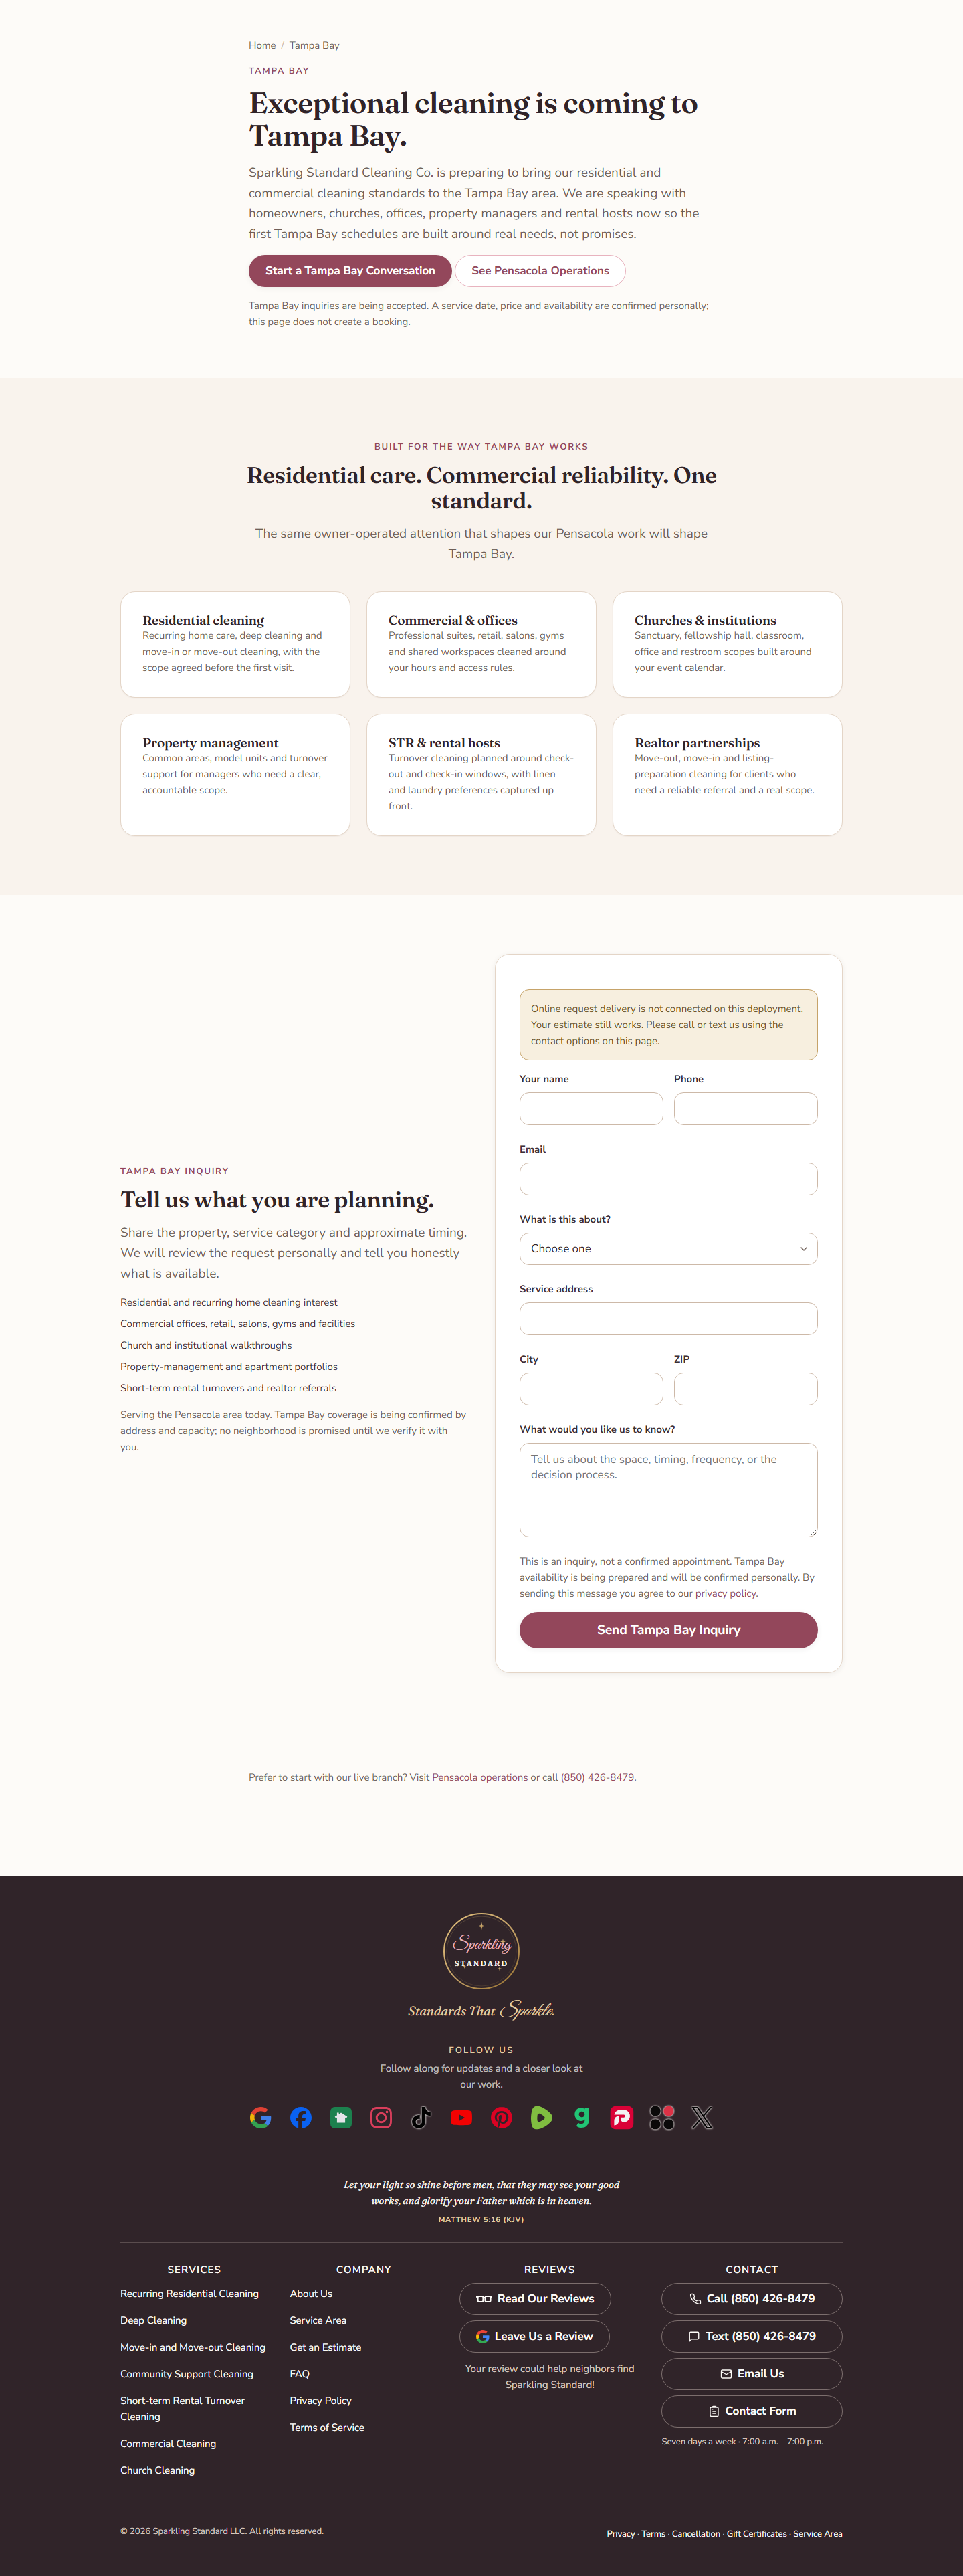 Home / Tampa Bay
TAMPA BAY
Exceptional cleaning is coming to
Tampa Bay.
Sparkling Standard Cleaning Co. is preparing to bring our residential and
commercial cleaning standards to the Tampa Bay area. We are speaking with
homeowners, churches, offices, property managers and rental hosts now so the
first Tampa Bay schedules are built around real needs, not promises.
Start a Tampa Bay Conversation
See Pensacola Operations
Tampa Bay inquiries are being accepted. A service date, price and availability are confirmed personally;
this page does not create a booking.
BUILT FOR THE WAY TAMPA BAY WORKS
Residential care. Commercial reliability. One
standard.
The same owner-operated attention that shapes our Pensacola work will shape
Tampa Bay.
Residential cleaning
Recurring home care, deep cleaning and
move-in or move-out cleaning, with the
scope agreed before the first visit.
Commercial & offices
Professional suites, retail, salons, gyms
and shared workspaces cleaned around
your hours and access rules.
Churches & institutions
Sanctuary, fellowship hall, classroom,
office and restroom scopes built around
your event calendar.
Property management
Common areas, model units and turnover
support for managers who need a clear,
accountable scope.
STR & rental hosts
Turnover cleaning planned around check-
out and check-in windows, with linen
and laundry preferences captured up
front.
Realtor partnerships
Move-out, move-in and listing-
preparation cleaning for clients who
need a reliable referral and a real scope.
TAMPA BAY INQUIRY
Tell us what you are planning.
Share the property, service category and approximate timing.
We will review the request personally and tell you honestly
what is available.
Residential and recurring home cleaning interest
Commercial offices, retail, salons, gyms and facilities
Church and institutional walkthroughs
Property-management and apartment portfolios
Short-term rental turnovers and realtor referrals
Serving the Pensacola area today. Tampa Bay coverage is being confirmed by
address and capacity; no neighborhood is promised until we verify it with
you.
Online request delivery is not connected on this deployment.
Your estimate still works. Please call or text us using the
contact options on this page.
Your name
Phone
Email
What is this about?
Choose one
Service address
City
ZIP
What would you like us to know?
Tell us about the space, timing, frequency, or the
decision process.
This is an inquiry, not a confirmed appointment. Tampa Bay
availability is being prepared and will be confirmed personally. By
sending this message you agree to our privacy policy.
Send Tampa Bay Inquiry
Prefer to start with our live branch? Visit Pensacola operations or call (850) 426-8479.
Sparkling
STANDARD
Standards That Sparkle.
FOLLOW US
Follow along for updates and a closer look at
our work.
Let your light so shine before men, that they may see your good
works, and glorify your Father which is in heaven.
MATTHEW 5:16 (KJV)
SERVICES
Recurring Residential Cleaning
Deep Cleaning
Move-in and Move-out Cleaning
Community Support Cleaning
Short-term Rental Turnover
Cleaning
Commercial Cleaning
Church Cleaning
COMPANY
About Us
Service Area
Get an Estimate
FAQ
Privacy Policy
Terms of Service
REVIEWS
Read Our Reviews
Leave Us a Review
Your review could help neighbors find
Sparkling Standard!
CONTACT
Call (850) 426-8479
Text (850) 426-8479
Email Us
Contact Form
Seven days a week · 7:00 a.m. – 7:00 p.m.
© 2026 Sparkling Standard LLC. All rights reserved.
Privacy · Terms · Cancellation · Gift Certificates · Service Area